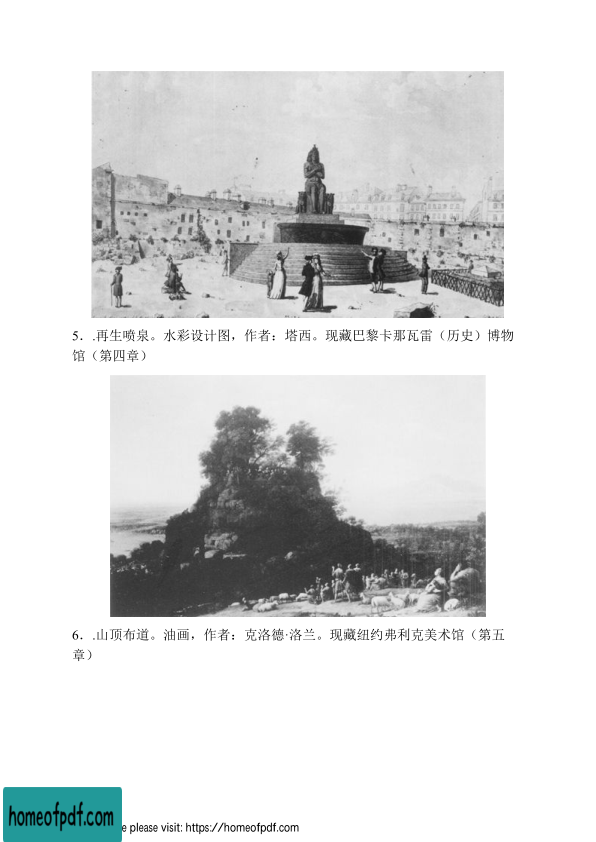 5．.再生喷泉。水彩设计图，作者：塔西。现藏巴黎卡那瓦雷（历史）博物
馆（第四章）
6．.山顶布道。油画，作者：克洛德·洛兰。现藏纽约弗利克美术馆（第五
章）
homeofpdf.com
e please visit: https://homeofpdf.com